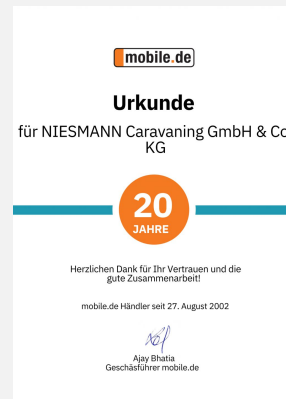 mobile.de
Urkunde
für NIESMANN Caravaning GmbH & Co
KG
20
JAHRE
Herzlichen Dank für Ihr Vertrauen und die
gute Zusammenarbeit!
mobile.de Händler seit 27. August 2002
Ajay Bhatia
Geschäsführer mobile.de